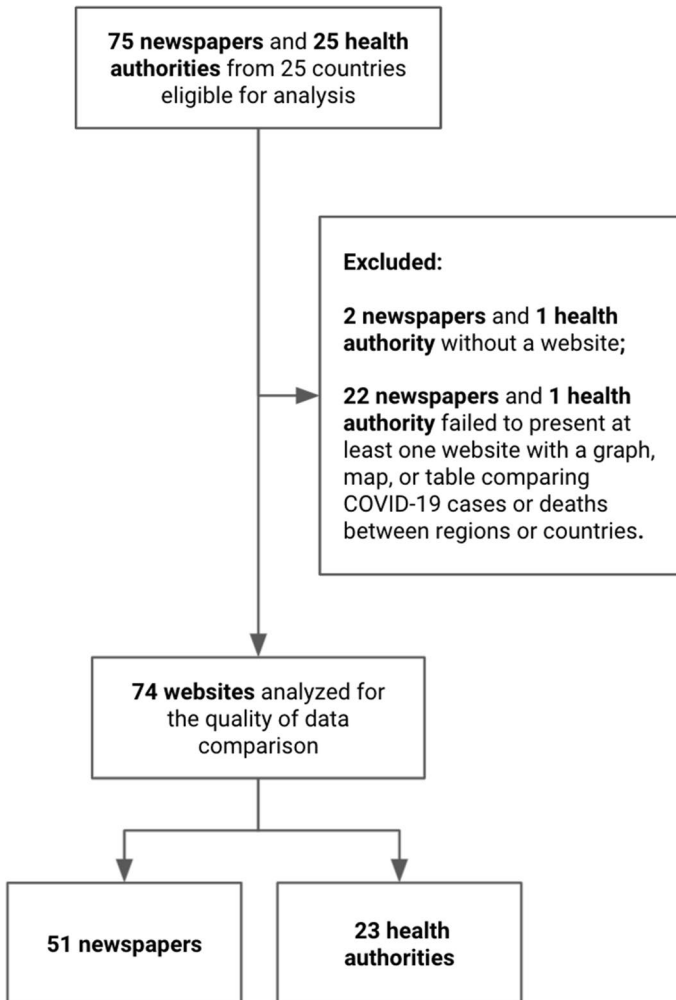 75 newspapers and 25 health
authorities from 25 countries
eligible for analysis
Excluded:
2 newspapers and 1 health
authority without a website;
22 newspapers and 1 health
authority failed to present at
least one website with a graph,
map, or table comparing
COVID-19 cases or deaths
between regions or countries.
74 websites analyzed for
the quality of data
comparison
51 newspapers
23 health
authorities